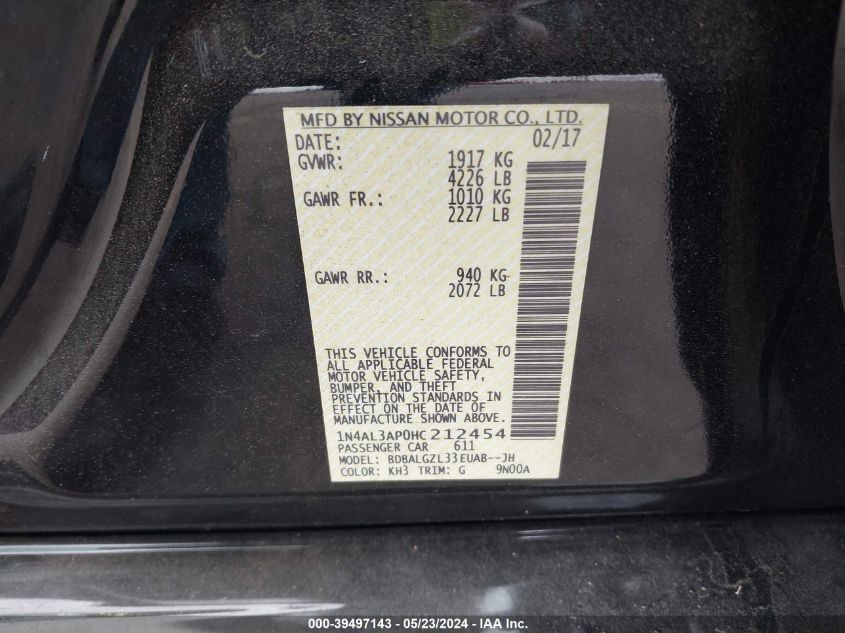 MFD BY NISSAN MOTOR CO., LTD.
DATE: 02/17
GVWR: 1917 KG
4226 LB
GAWR FR.: 1010 KG
2227 LB
GAWR RR.: 940 KG
2072 LB
THIS VEHICLE CONFORMS TO
ALL APPLICABLE FEDERAL
MOTOR VEHICLE SAFETY,
BUMPER, AND THEFT
PREVENTION STANDARDS IN
EFFECT ON THE DATE OF
MANUFACTURE SHOWN ABOVE.
1N4AL3AP0HC212454
PASSENGER CAR 611
MODEL: BDBALGZL33EUAB--JH
COLOR: KH3 TRIM: G 9N00A
000-39497143 - 05/23/2024 - IAA Inc.